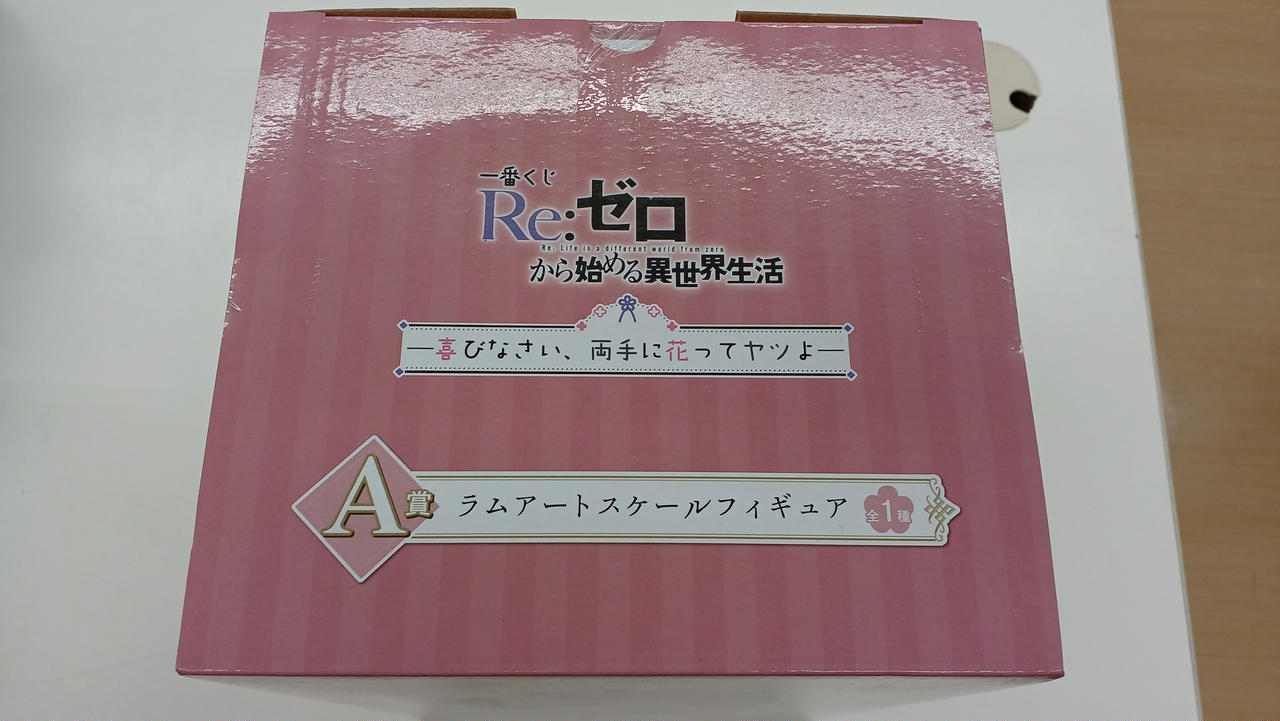 一番くじ
Re:ゼロ
Re: Life in a different world from zero
から始める異世界生活
―喜びなさい、両手に花ってヤツよ―
A賞 ラムアートスケールフィギュア 全1種